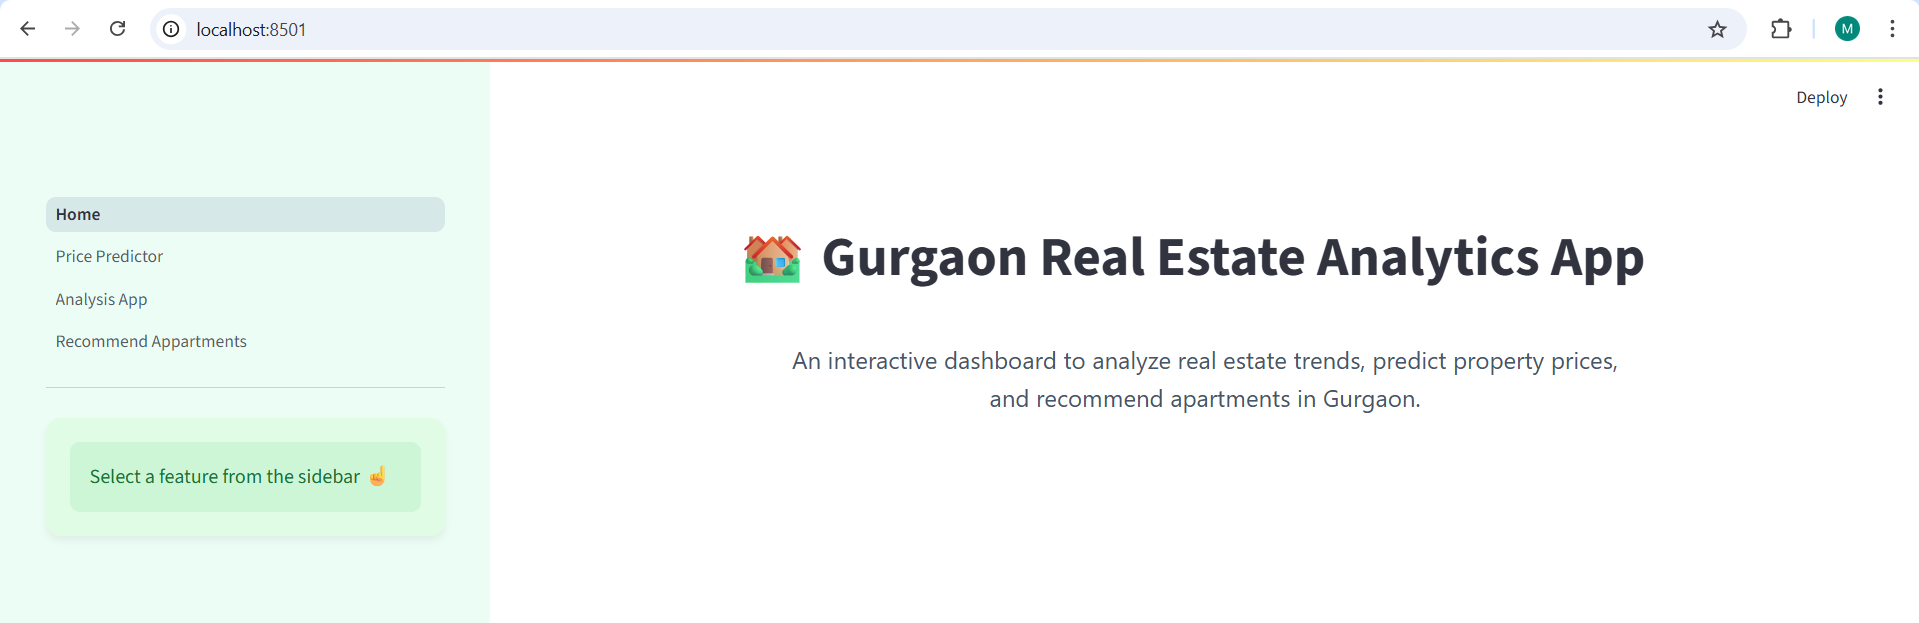 localhost:8501
M
Deploy
Home
Price Predictor
Analysis App
Recommend Appartments
Select a feature from the sidebar ☝
🏘 Gurgaon Real Estate Analytics App
An interactive dashboard to analyze real estate trends, predict property prices,
and recommend apartments in Gurgaon.